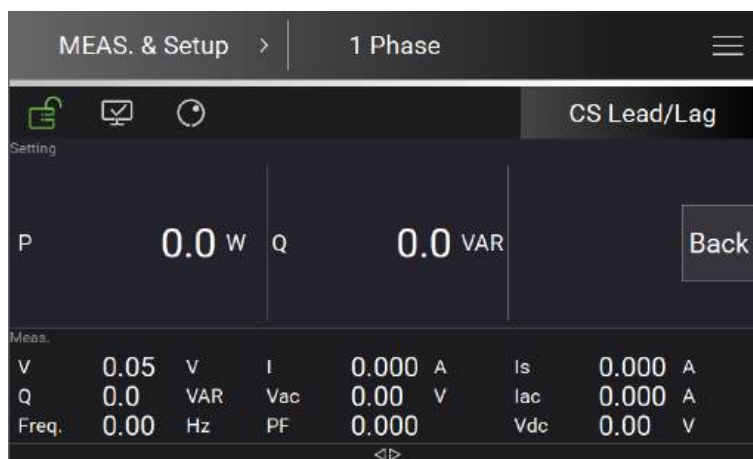 MEAS. & Setup > 1 Phase
CS Lead/Lag
Setting
P 0.0 W Q 0.0 VAR Back
Meas.
V 0.05 V I 0.000 A Is 0.000 A
Q 0.0 VAR Vac 0.00 V Iac 0.000 A
Freq. 0.00 Hz PF 0.000 Vdc 0.00 V